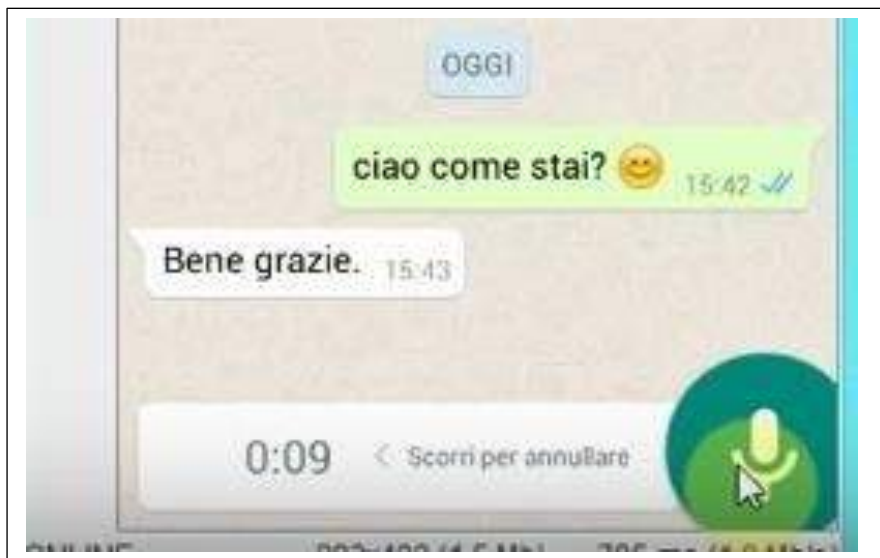 OGGI
ciao come stai? 😊 15:42
Bene grazie. 15:43
0:09 < Scorri per annullare